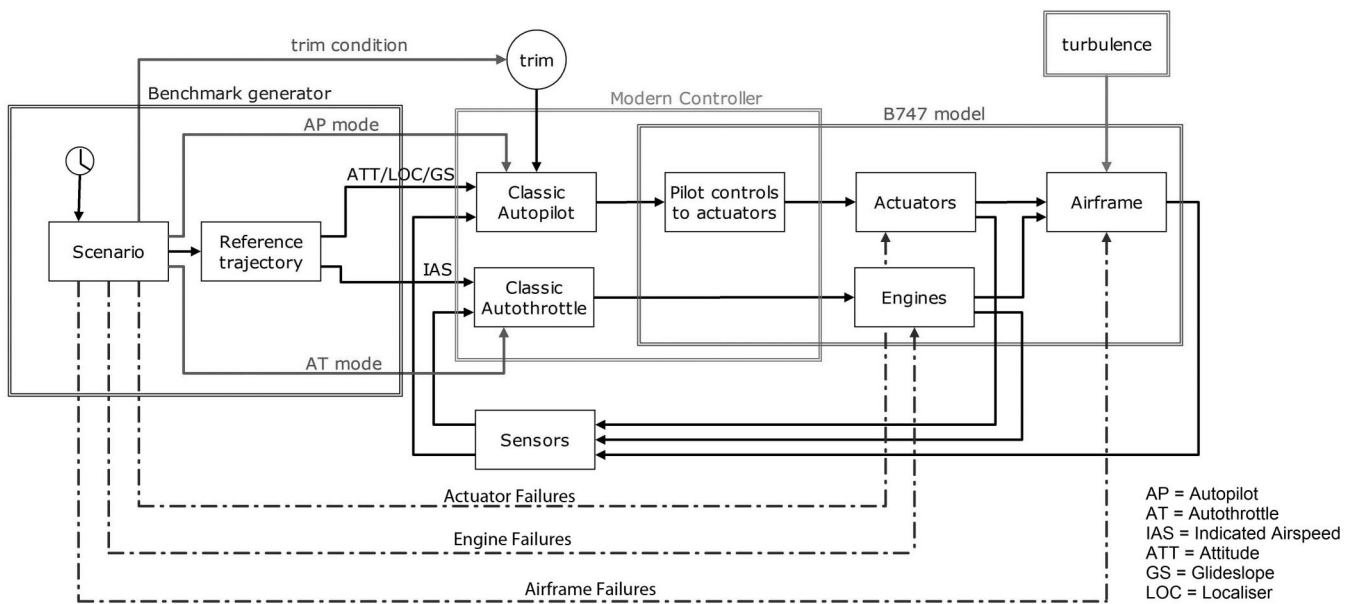 trim condition
trim
turbulence
Benchmark generator
Modern Controller
B747 model
AP mode
ATT/LOC/GS
Classic
Autopilot
Pilot controls
to actuators
Actuators
Airframe
Scenario
Reference
trajectory
IAS
Classic
Autothrottle
Engines
AT mode
Sensors
Actuator Failures
Engine Failures
Airframe Failures
AP = Autopilot
AT = Autothrottle
IAS = Indicated Airspeed
ATT = Attitude
GS = Glideslope
LOC = Localiser